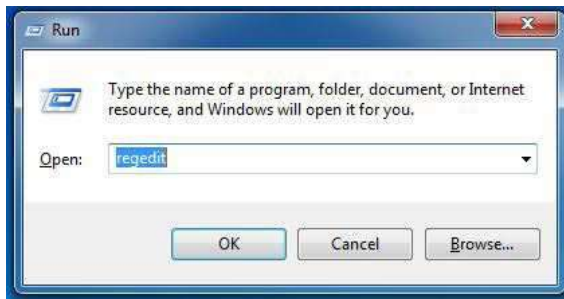 Run
Type the name of a program, folder, document, or Internet
resource, and Windows will open it for you.
Open: regedit
OK Cancel Browse...